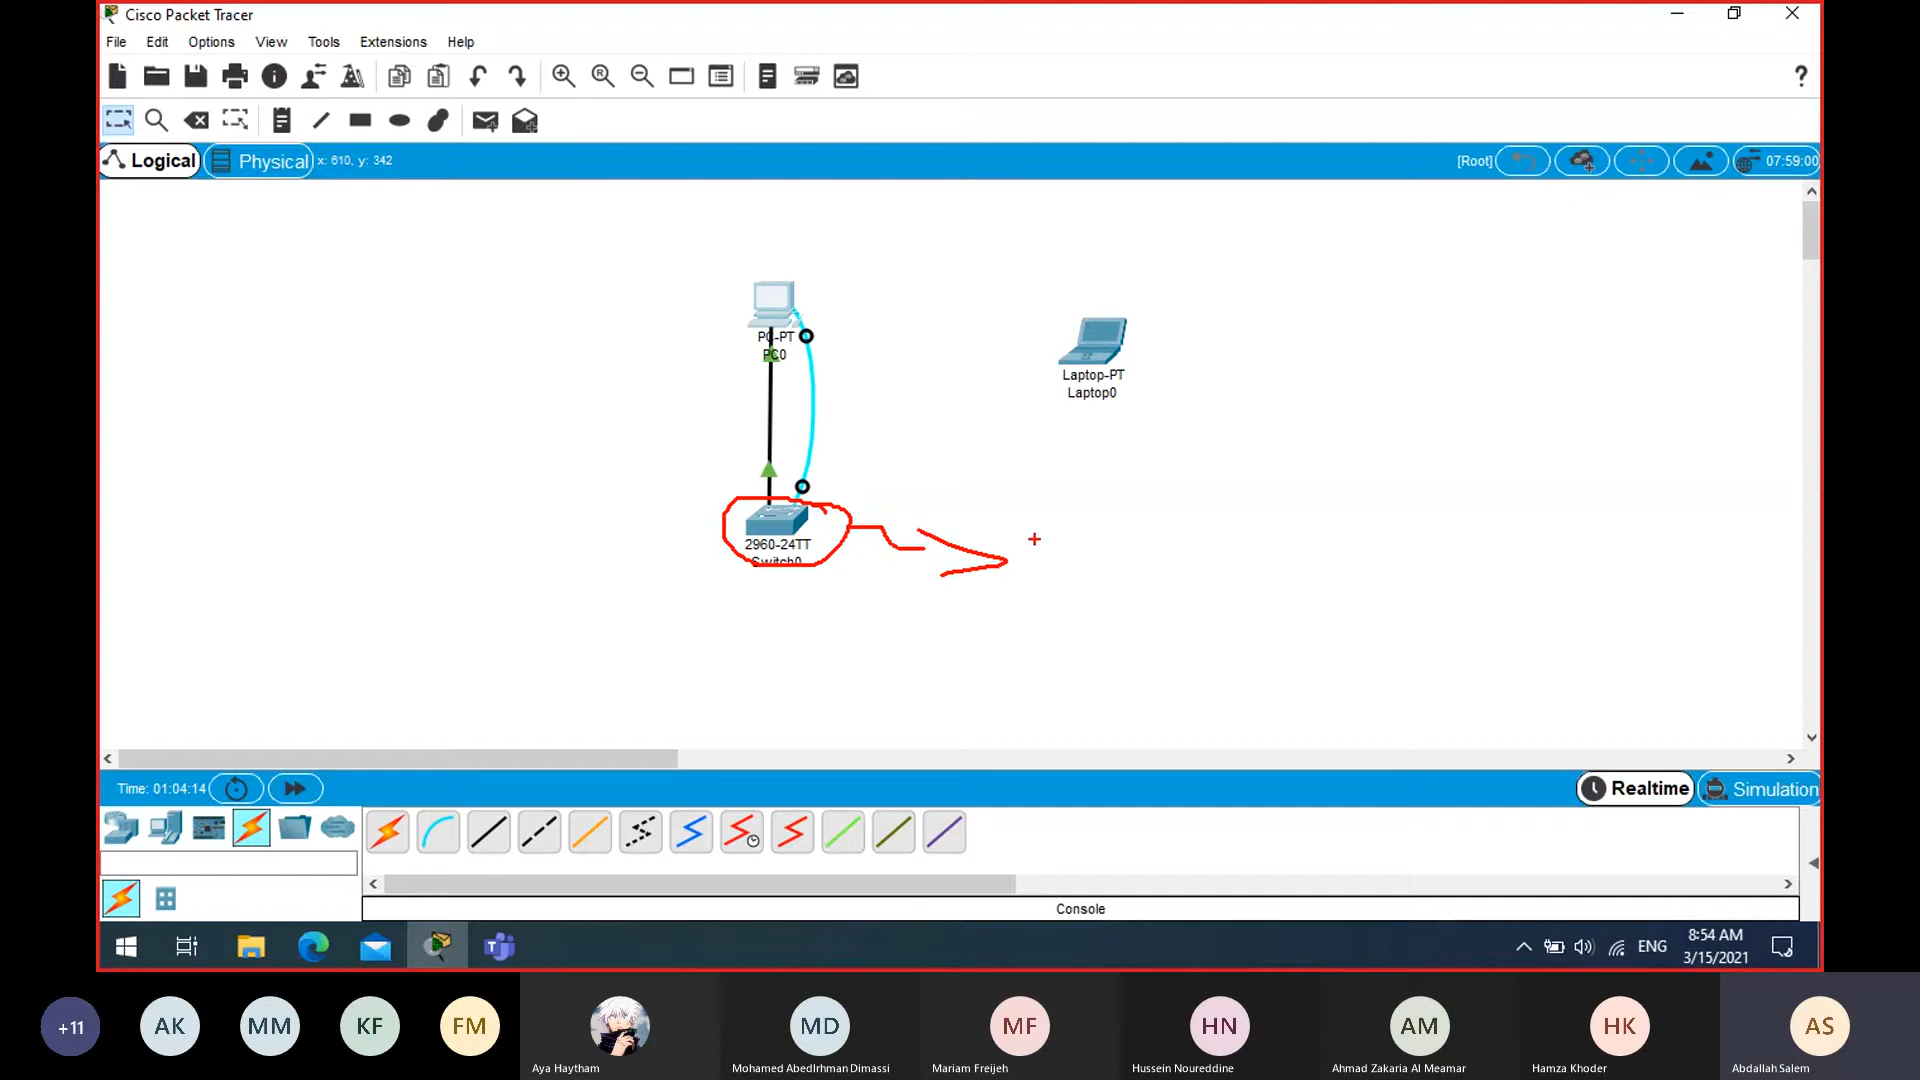 Cisco Packet Tracer
File Edit Options View Tools Extensions Help
?
Logical Physical x: 610, y: 342 [Root] 07:59:00
PC-PT
PC0
Laptop-PT
Laptop0
2960-24TT
Switch0
Time: 01:04:14 Realtime Simulation
Console
ENG 8:54 AM
3/15/2021
+11 AK MM KF FM MD MF HN AM HK AS
Aya Haytham Mohamed Abedlrhman Dimassi Mariam Freijeh Hussein Noureddine Ahmad Zakaria Al Meamar Hamza Khoder Abdallah Salem